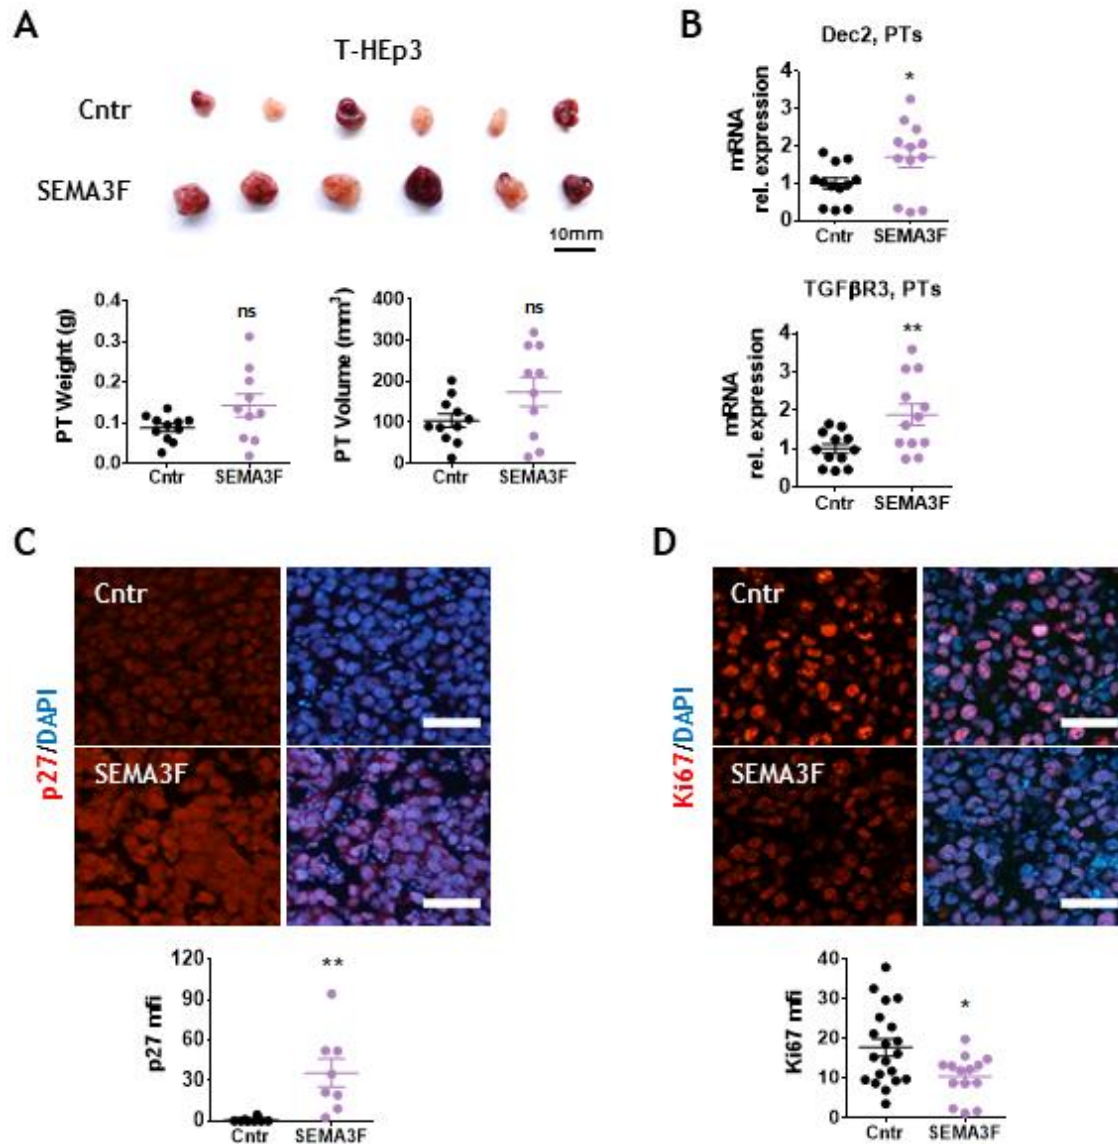 A
T-HEp3
Cntr
SEMA3F
10mm
PT Weight (g)
0.4
0.3
0.2
0.1
0.0
ns
Cntr
SEMA3F
PT Volume (mm³)
400
300
200
100
0
ns
Cntr
SEMA3F
B
Dec2, PTs
mRNA
rel. expression
4
3
2
1
0
*
Cntr
SEMA3F
TGFβR3, PTs
mRNA
rel. expression
4
3
2
1
0
**
Cntr
SEMA3F
C
p27/DAPI
Cntr
SEMA3F
p27 mfi
120
90
60
30
0
**
Cntr
SEMA3F
D
Ki67/DAPI
Cntr
SEMA3F
Ki67 mfi
40
30
20
10
0
*
Cntr
SEMA3F